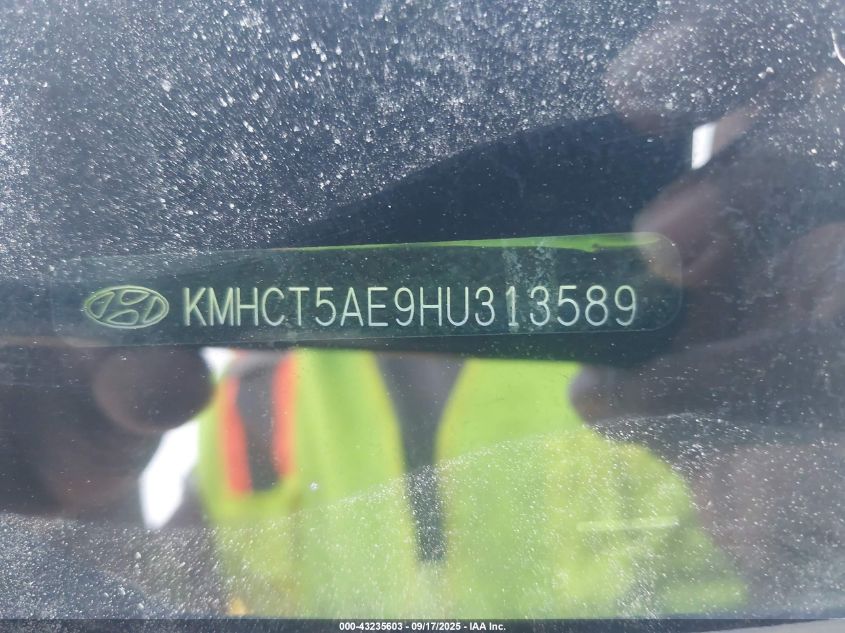 KMHCT5AE9HU313589
000-43235603 - 09/17/2025 - IAA Inc.